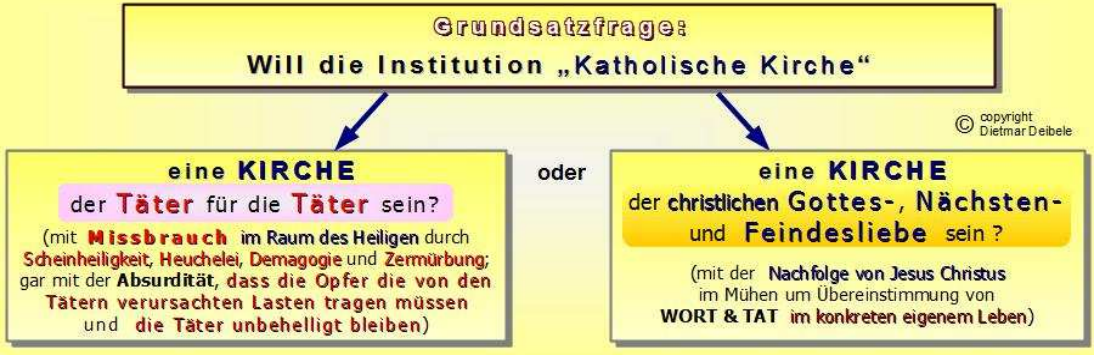 Grundsatzfrage:
Will die Institution „Katholische Kirche“
© copyright
Dietmar Deibele
eine KIRCHE
der Täter für die Täter sein?
(mit Missbrauch im Raum des Heiligen durch
Scheinheiligkeit, Heuchelei, Demagogie und Zermürbung;
gar mit der Absurdität, dass die Opfer die von den
Tätern verursachten Lasten tragen müssen
und die Täter unbehelligt bleiben)
oder
eine KIRCHE
der christlichen Gottes-, Nächsten-
und Feindesliebe sein ?
(mit der Nachfolge von Jesus Christus
im Mühen um Übereinstimmung von
WORT & TAT im konkreten eigenem Leben)